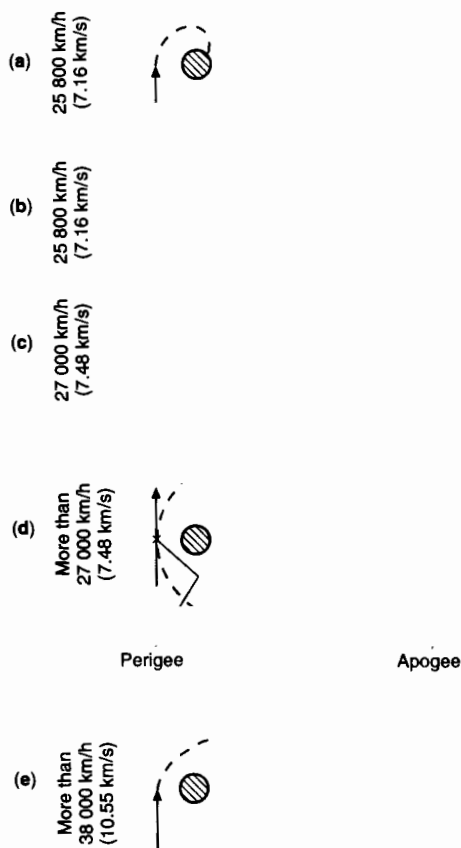 (a)
25 800 km/h
(7.16 km/s)
(b)
25 800 km/h
(7.16 km/s)
(c)
27 000 km/h
(7.48 km/s)
(d)
More than
27 000 km/h
(7.48 km/s)
Perigee
Apogee
(e)
More than
38 000 km/h
(10.55 km/s)